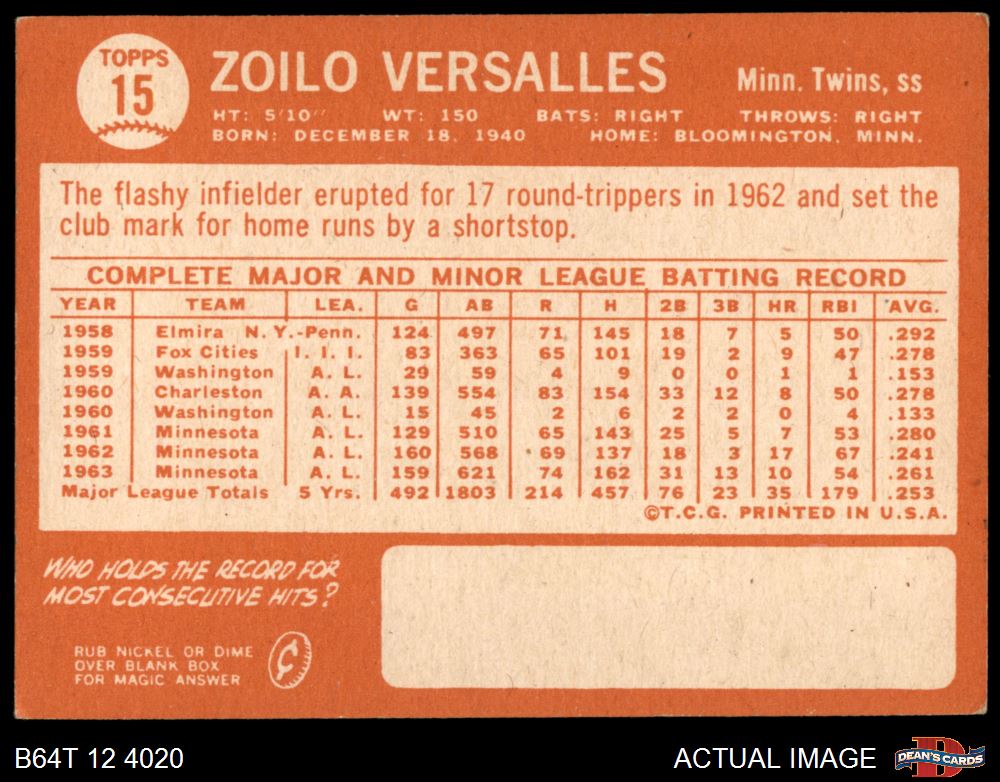 TOPPS
15
ZOILO VERSALLES
Minn. Twins, ss
HT: 5'10" WT: 150 BATS: RIGHT THROWS: RIGHT
BORN: DECEMBER 18, 1940 HOME: BLOOMINGTON, MINN.
The flashy infielder erupted for 17 round-trippers in 1962 and set the
club mark for home runs by a shortstop.
COMPLETE MAJOR AND MINOR LEAGUE BATTING RECORD
YEAR TEAM LEA. G AB R H 2B 3B HR RBI AVG.
1958 Elmira N. Y.-Penn. 124 497 71 145 18 7 5 50 .292
1959 Fox Cities I. I. I. 83 363 65 101 19 2 9 47 .278
1959 Washington A. L. 29 59 4 9 0 0 1 1 .153
1960 Charleston A. A. 139 554 83 154 33 12 8 50 .278
1960 Washington A. L. 15 45 2 6 2 2 0 4 .133
1961 Minnesota A. L. 129 510 65 143 25 5 7 53 .280
1962 Minnesota A. L. 160 568 69 137 18 3 17 67 .241
1963 Minnesota A. L. 159 621 74 162 31 13 10 54 .261
Major League Totals 5 Yrs. 492 1803 214 457 76 23 35 179 .253
©T.C.G. PRINTED IN U.S.A.
WHO HOLDS THE RECORD FOR
MOST CONSECUTIVE HITS?
RUB NICKEL OR DIME
OVER BLANK BOX
FOR MAGIC ANSWER
¢
B64T 12 4020
ACTUAL IMAGE
D
DEAN'S CARDS